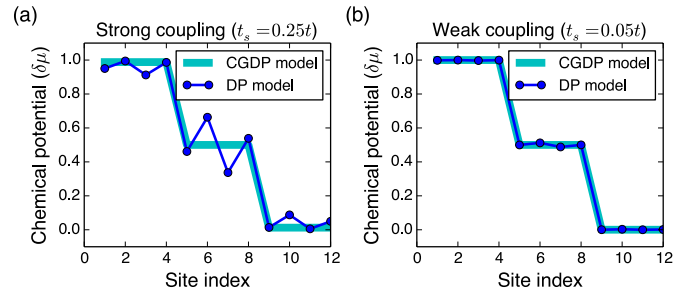 (a)
Strong coupling (t_s =0.25t)
Chemical potential (δμ)
1.0
0.8
0.6
0.4
0.2
0.0
CGDP model
DP model
0 2 4 6 8 10 12
Site index
(b)
Weak coupling (t_s =0.05t)
Chemical potential (δμ)
1.0
0.8
0.6
0.4
0.2
0.0
CGDP model
DP model
0 2 4 6 8 10 12
Site index